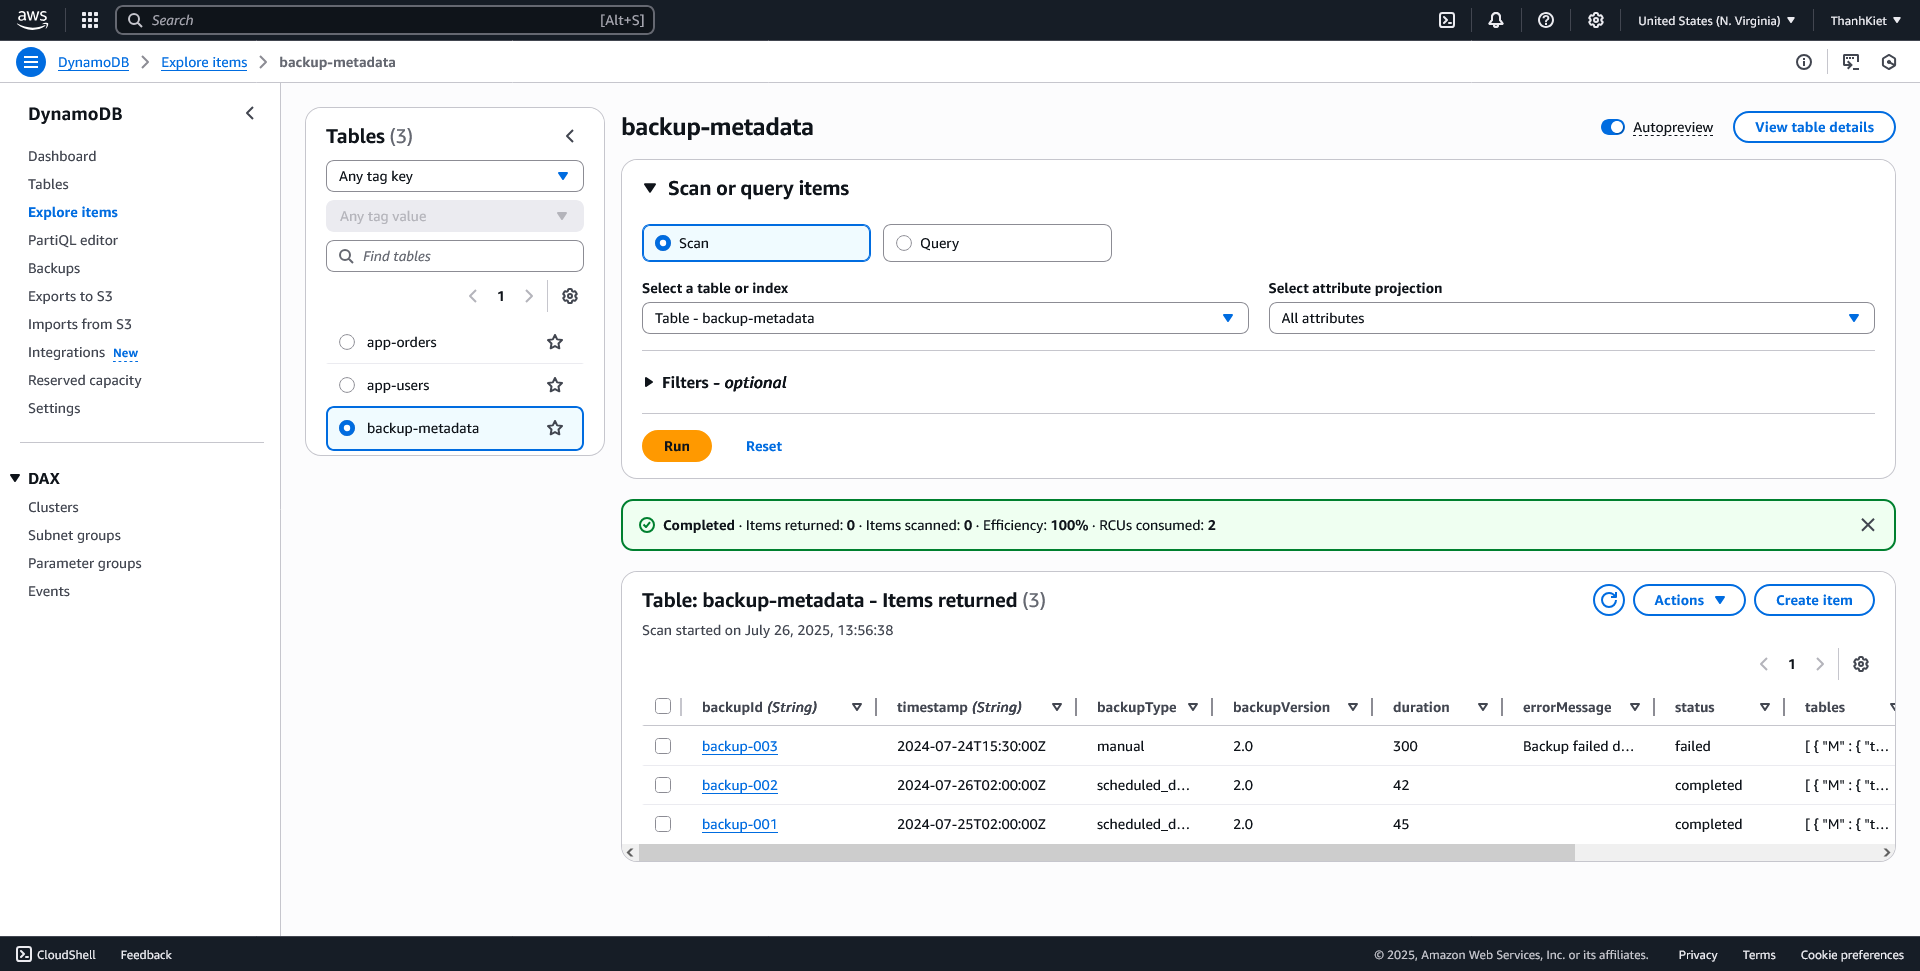 aws
Search [Alt+S]
United States (N. Virginia)
ThanhKiet
DynamoDB
Explore items
backup-metadata
DynamoDB
Dashboard
Tables
Explore items
PartiQL editor
Backups
Exports to S3
Imports from S3
Integrations New
Reserved capacity
Settings
DAX
Clusters
Subnet groups
Parameter groups
Events
Tables (3)
Any tag key
Any tag value
Find tables
1
app-orders
app-users
backup-metadata
backup-metadata
Autopreview
View table details
Scan or query items
Scan
Query
Select a table or index
Table - backup-metadata
Select attribute projection
All attributes
Filters - optional
Run
Reset
Completed · Items returned: 0 · Items scanned: 0 · Efficiency: 100% · RCUs consumed: 2
Table: backup-metadata - Items returned (3)
Scan started on July 26, 2025, 13:56:38
Actions
Create item
1
backupId (String) timestamp (String) backupType backupVersion duration errorMessage status tables
backup-003 2024-07-24T15:30:00Z manual 2.0 300 Backup failed d... failed [ { "M" : { "t...
backup-002 2024-07-26T02:00:00Z scheduled_d... 2.0 42 completed [ { "M" : { "t...
backup-001 2024-07-25T02:00:00Z scheduled_d... 2.0 45 completed [ { "M" : { "t...
CloudShell
Feedback
© 2025, Amazon Web Services, Inc. or its affiliates.
Privacy
Terms
Cookie preferences